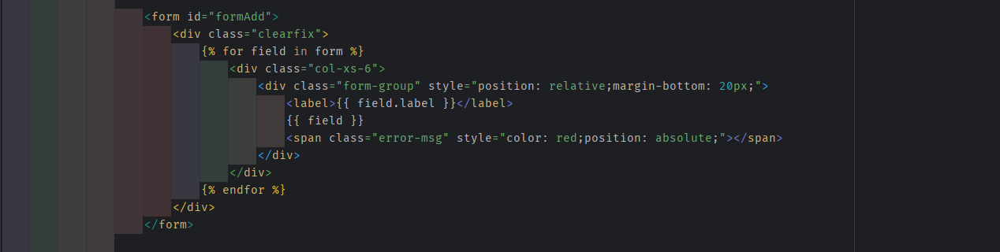 <form id="formAdd">
<div class="clearfix">
{% for field in form %}
<div class="col-xs-6">
<div class="form-group" style="position: relative;margin-bottom: 20px;">
<label>{{ field.label }}</label>
{{ field }}
<span class="error-msg" style="color: red;position: absolute;"></span>
</div>
</div>
{% endfor %}
</div>
</form>